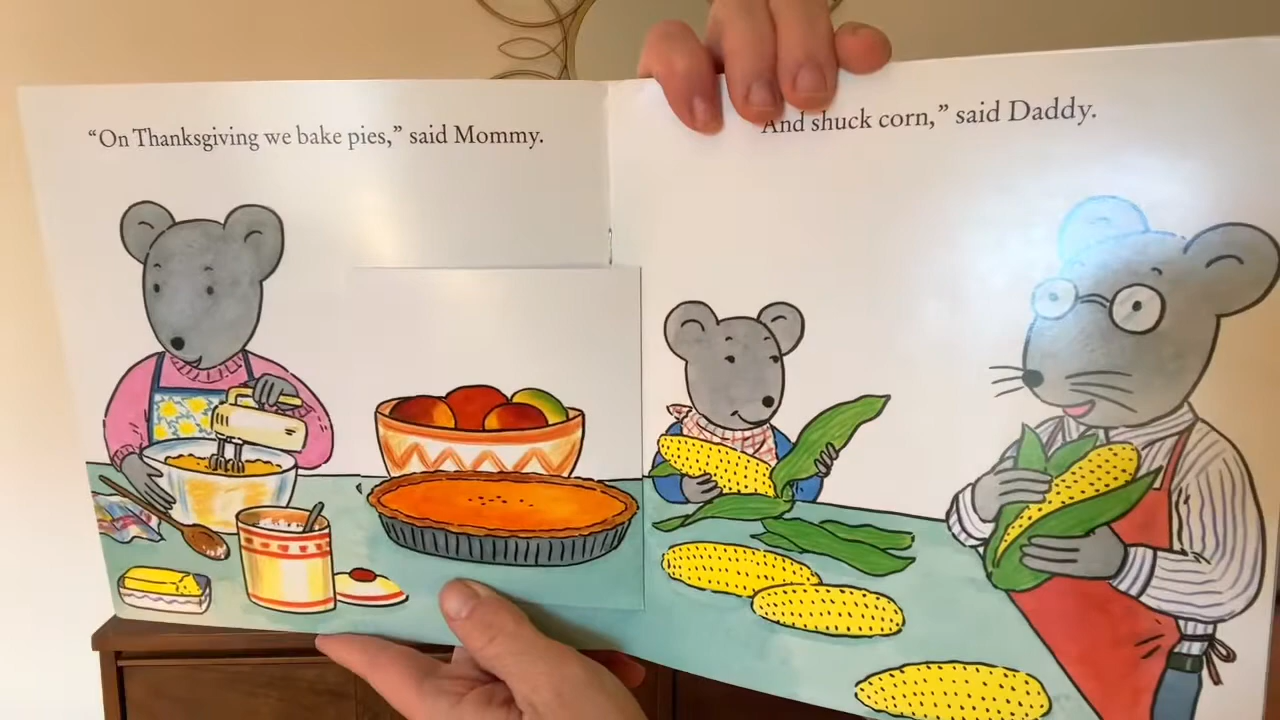 “On Thanksgiving we bake pies,” said Mommy.
And shuck corn,” said Daddy.